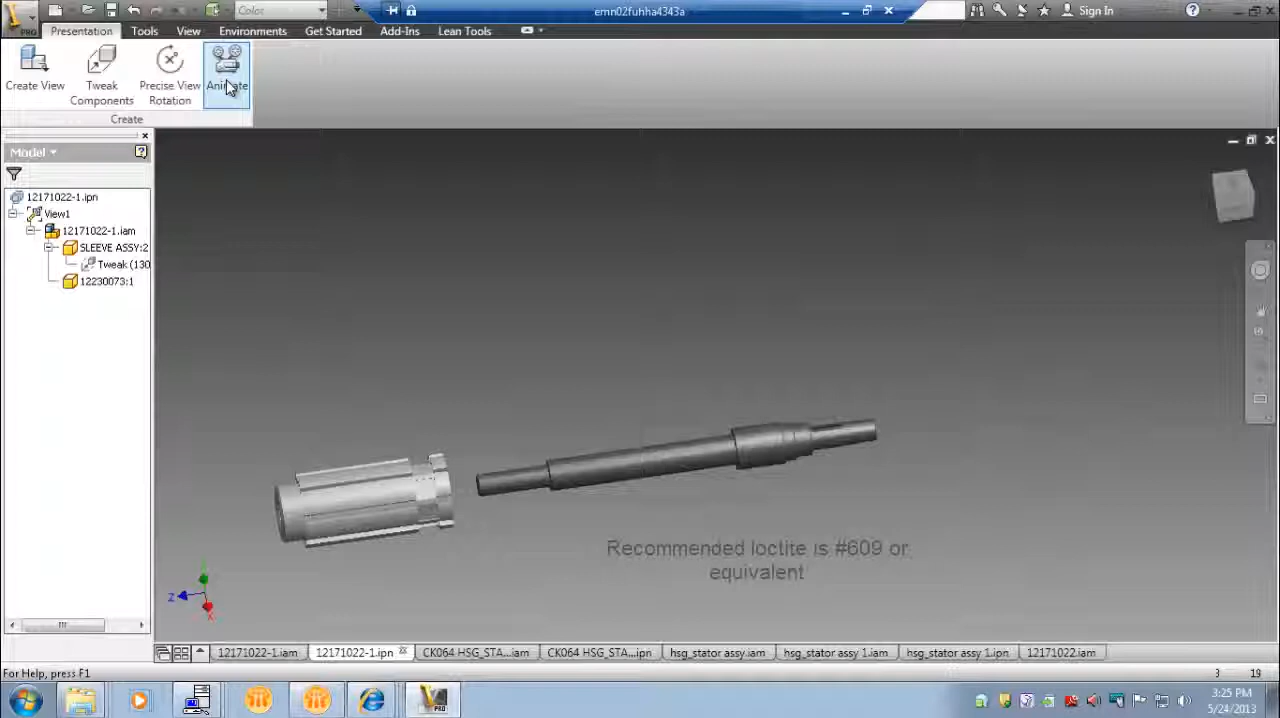 PRO
Color
emn02fuhha4343a
Sign In
Presentation Tools View Environments Get Started Add-Ins Lean Tools
Create View
Tweak Components
Precise View Rotation
Animate
Create
Model
12171022-1.ipn
View1
12171022-1.iam
SLEEVE ASSY:2
Tweak (130
12230073:1
Recommended loctite is #609 or
equivalent
Z
X
12171022-1.iam 12171022-1.ipn CK064 HSG_STA....iam CK064 HSG_STA....ipn hsg_stator assy.iam hsg_stator assy 1.iam hsg_stator assy 1.ipn 12171022.iam
For Help, press F1
3 19
PRO
3:25 PM
5/24/2013